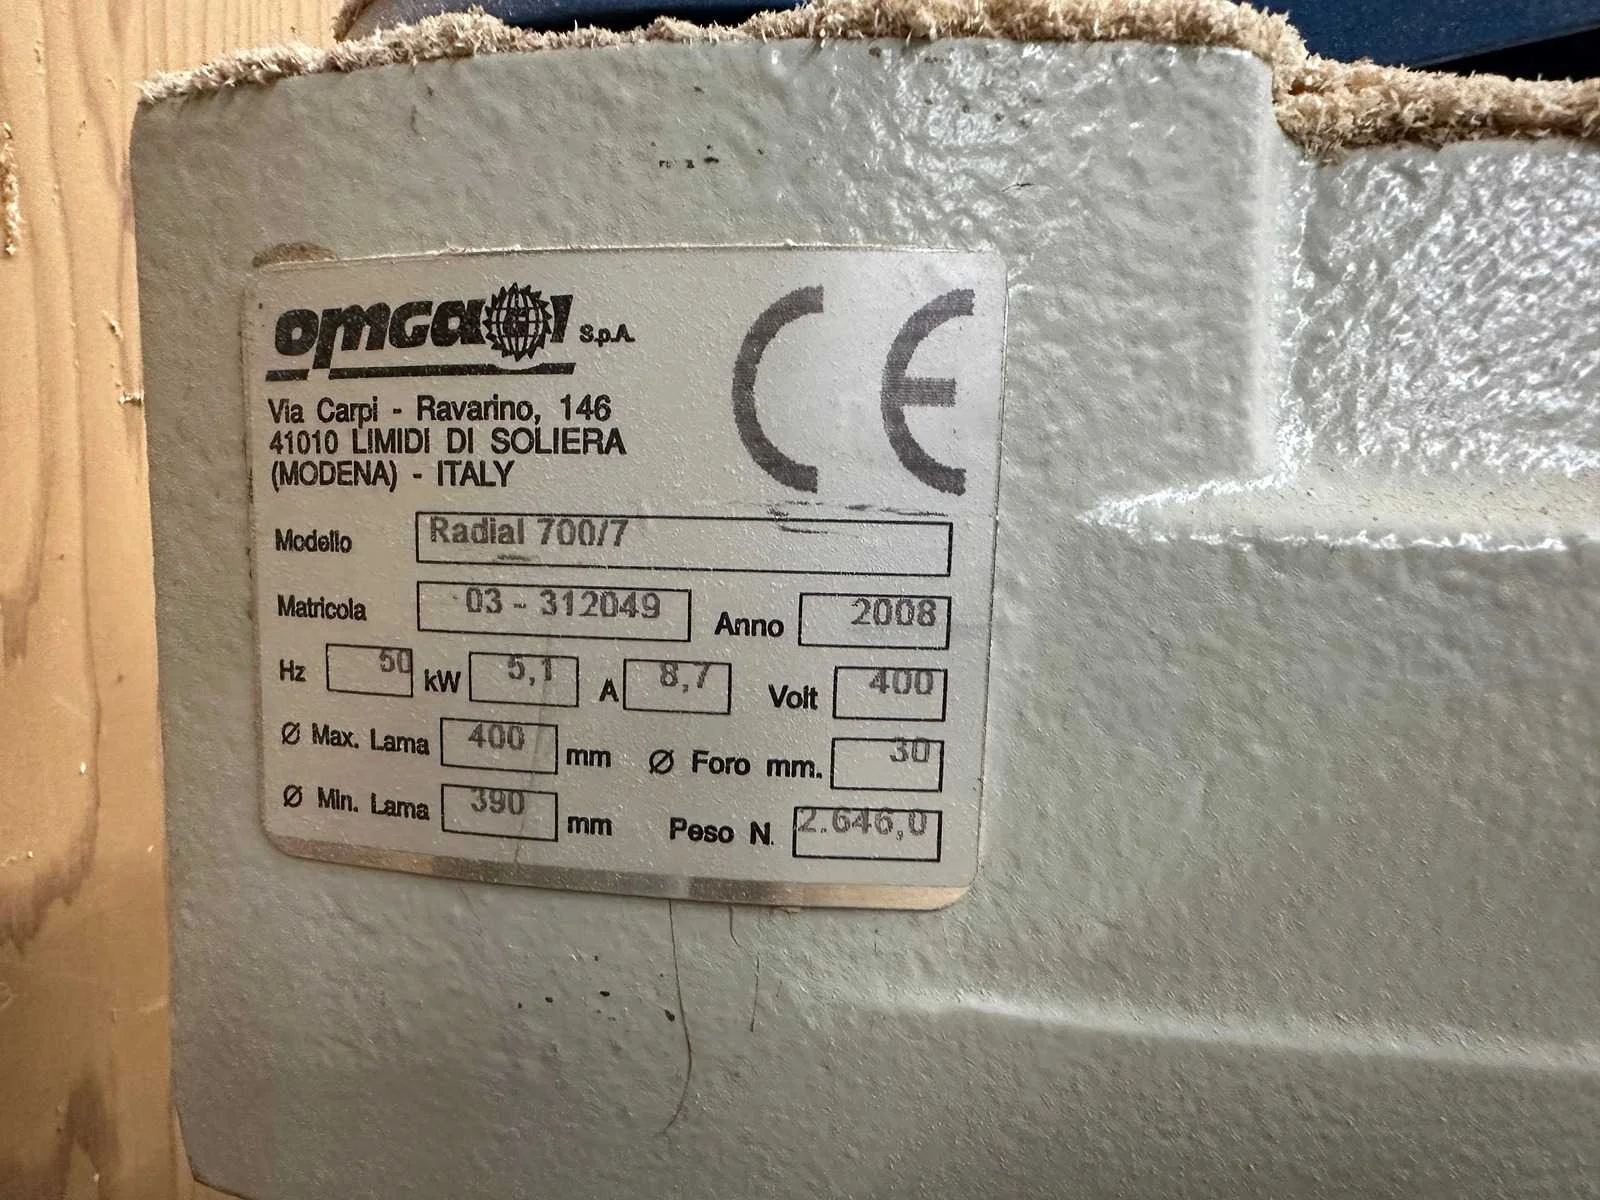 omga S.p.A.
Via Carpi - Ravarino, 146
41010 LIMIDI DI SOLIERA
(MODENA) - ITALY
CE
Modello Radial 700/7
Matricola 03 - 312049 Anno 2008
Hz 50 kW 5,1 A 8,7 Volt 400
Ø Max. Lama 400 mm Ø Foro mm. 30
Ø Min. Lama 390 mm Peso N. 2.646,0